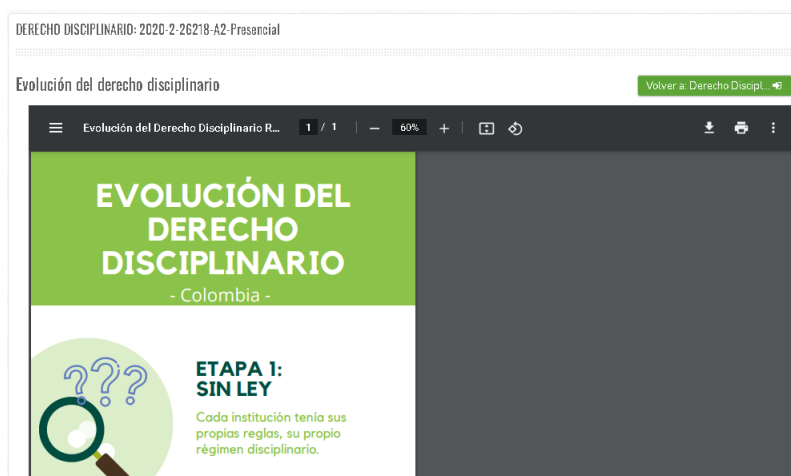 DERECHO DISCIPLINARIO: 2020-2-26218-A2-Presencial
Evolución del derecho disciplinario
Volver a: Derecho Discipl...
Evolución del Derecho Disciplinario R... 1 / 1 60%
EVOLUCIÓN DEL
DERECHO
DISCIPLINARIO
- Colombia -
???
ETAPA 1:
SIN LEY
Cada institución tenía sus
propias reglas, su propio
régimen disciplinario.